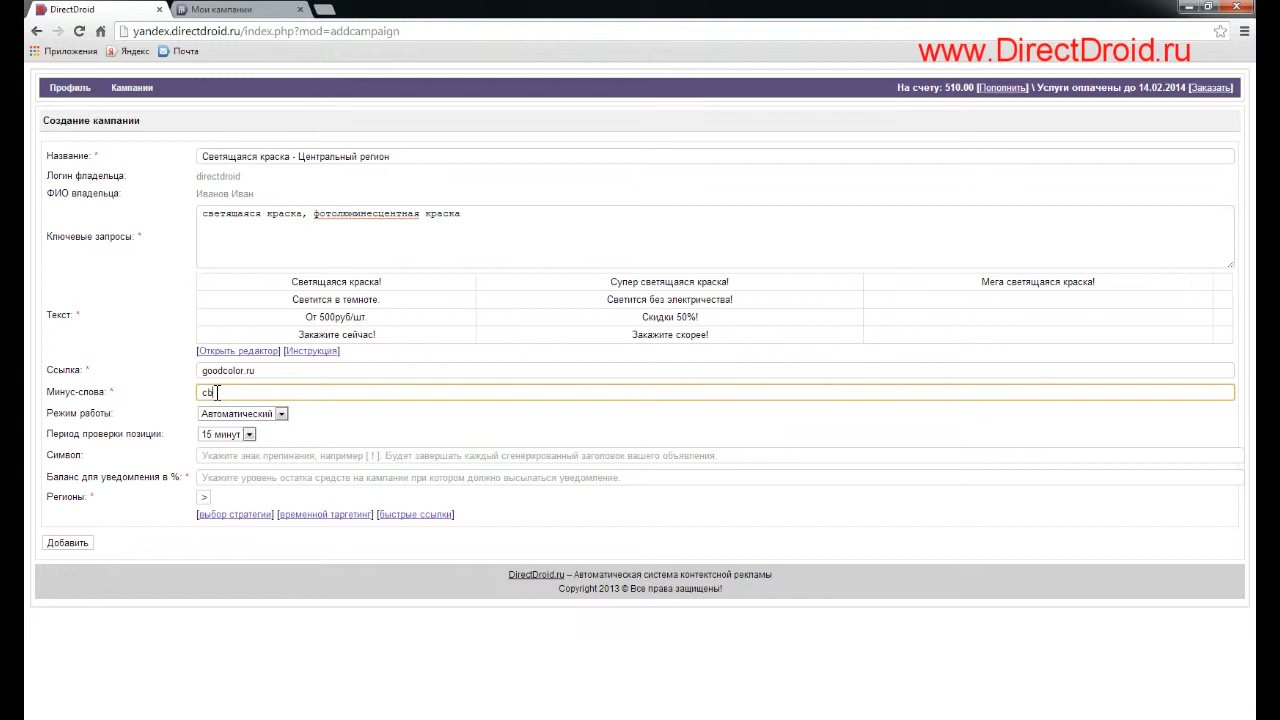 DirectDroid
Мои кампании
yandex.directdroid.ru/index.php?mod=addcampaign
Приложения Яндекс Почта
www.DirectDroid.ru
Профиль Кампании На счету: 510.00 [Пополнить] \ Услуги оплачены до 14.02.2014 [Заказать]
Создание кампании
Название: * Светящаяся краска - Центральный регион
Логин владельца: directdroid
ФИО владельца: Иванов Иван
Ключевые запросы: * светящаяся краска, фотолюминесцентная краска
Светящаяся краска! Супер светящаяся краска! Мега светящаяся краска!
Светится в темноте. Светится без электричества!
Текст: * От 500руб/шт. Скидки 50%!
Закажите сейчас! Закажите скорее!
[Открыть редактор] [Инструкция]
Ссылка: * goodcolor.ru
Минус-слова: * cb
Режим работы: Автоматический
Период проверки позиции: 15 минут
Символ: Укажите знак препинания, например [ ! ]. Будет завершать каждый сгенерированный заголовок вашего объявления.
Баланс для уведомления в %: * Укажите уровень остатка средств на кампании при котором должно высылаться уведомление.
Регионы: * >
[выбор стратегии] [временной таргетинг] [быстрые ссылки]
Добавить
DirectDroid.ru – Автоматическая система контекстной рекламы
Copyright 2013 © Все права защищены!